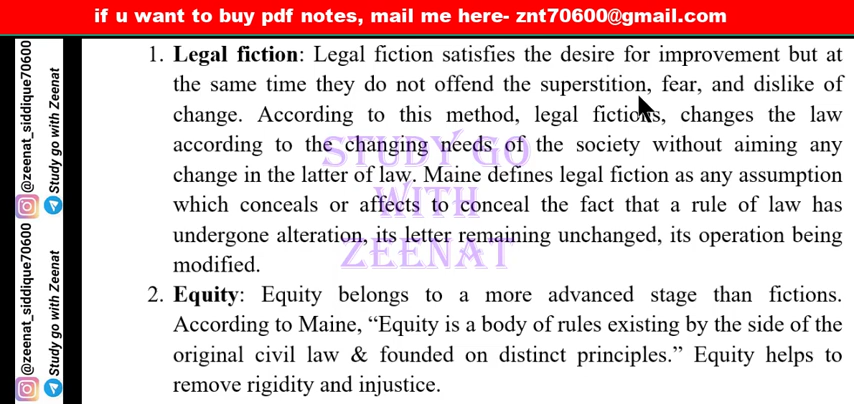 if u want to buy pdf notes, mail me here- znt70600@gmail.com
1. Legal fiction: Legal fiction satisfies the desire for improvement but at
the same time they do not offend the superstition, fear, and dislike of
change. According to this method, legal fictions, changes the law
according to the changing needs of the society without aiming any
change in the latter of law. Maine defines legal fiction as any assumption
which conceals or affects to conceal the fact that a rule of law has
undergone alteration, its letter remaining unchanged, its operation being
modified.
2. Equity: Equity belongs to a more advanced stage than fictions.
According to Maine, “Equity is a body of rules existing by the side of the
original civil law & founded on distinct principles.” Equity helps to
remove rigidity and injustice.
STUDY GO
WITH
ZEENAT
@zeenat_siddique70600
Study go with Zeenat
@zeenat_siddique70600
Study go with Zeenat